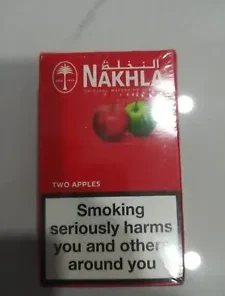 النخلة
NAKHLA
TWO APPLES
Smoking
seriously harms
you and others
around you